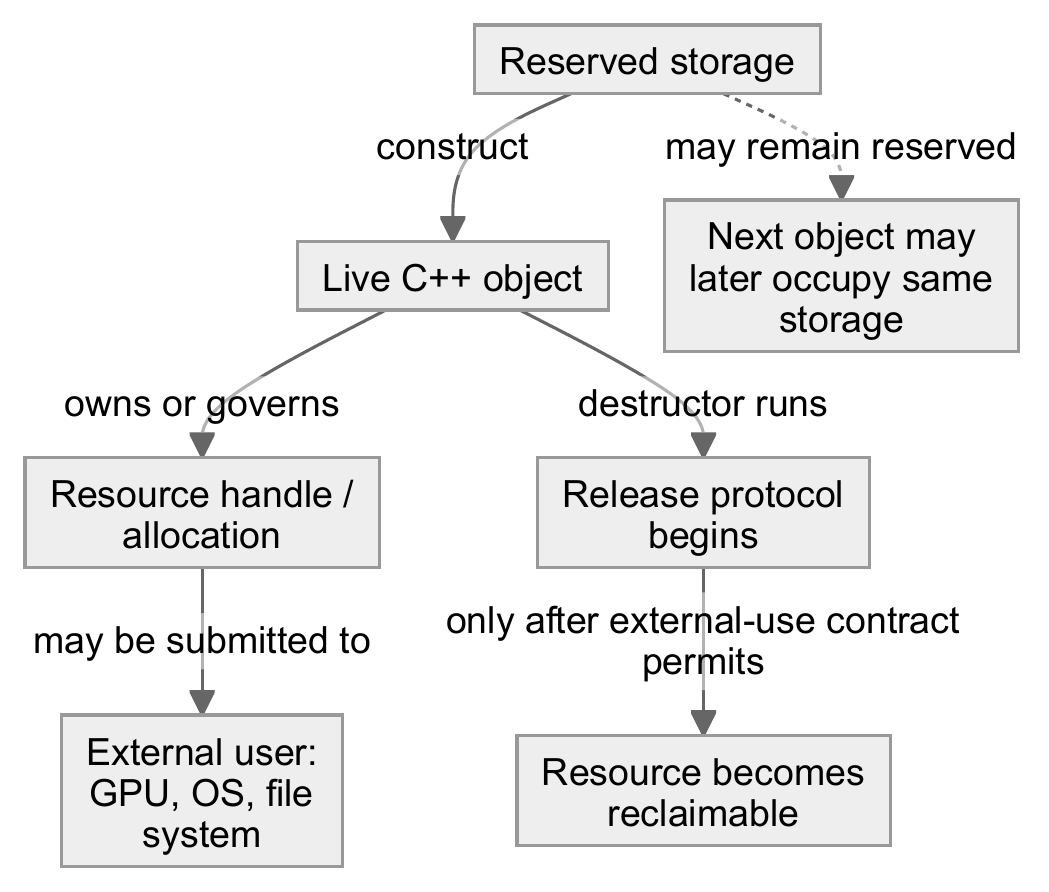 Reserved storage
construct
may remain reserved
Next object may
later occupy same
storage
Live C++ object
owns or governs
destructor runs
Resource handle /
allocation
Release protocol
begins
may be submitted to
only after external-use contract
permits
External user:
GPU, OS, file
system
Resource becomes
reclaimable